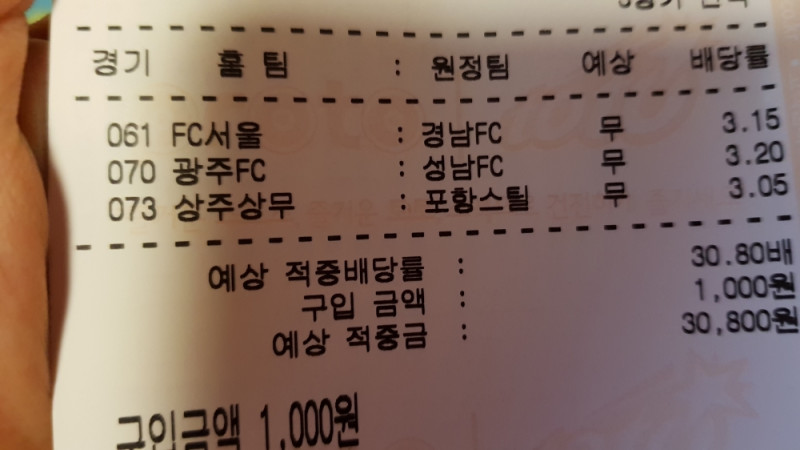 경기 홈 팀 : 원정팀 예상 배당률
061 FC서울 : 경남FC 무 3.15
070 광주FC : 성남FC 무 3.20
073 상주상무 : 포항스틸 무 3.05
예상 적중배당률 : 30.80배
구입 금액 : 1,000원
예상 적중금 : 30,800원
구입금액 1,000원